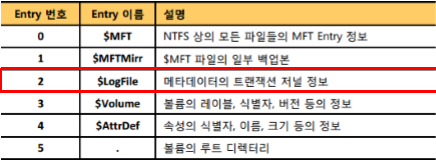 Entry 번호 Entry 이름 설명
0 $MFT NTFS 상의 모든 파일들의 MFT Entry 정보
1 $MFTMirr $MFT 파일의 일부 백업본
2 $LogFile 메타데이터의 트랜잭션 저널 정보
3 $Volume 볼륨의 레이블, 식별자, 버전 등의 정보
4 $AttrDef 속성의 식별자, 이름, 크기 등의 정보
5 . 볼륨의 루트 디렉터리